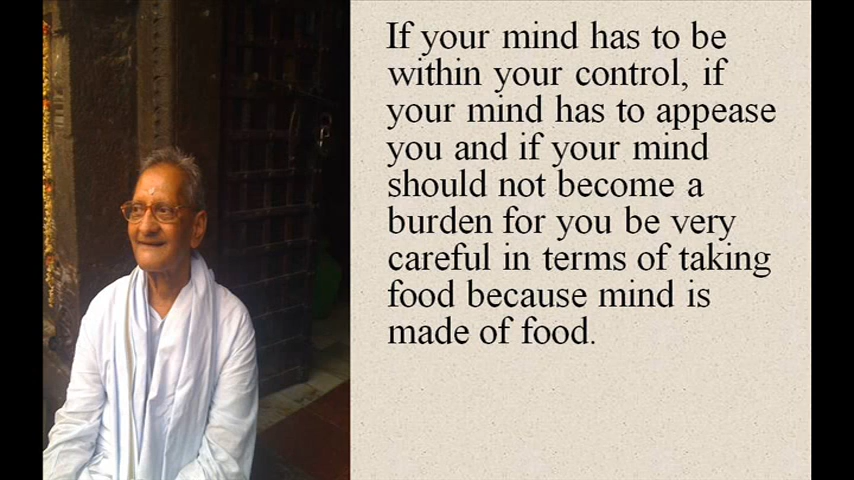 If your mind has to be
within your control, if
your mind has to appease
you and if your mind
should not become a
burden for you be very
careful in terms of taking
food because mind is
made of food.